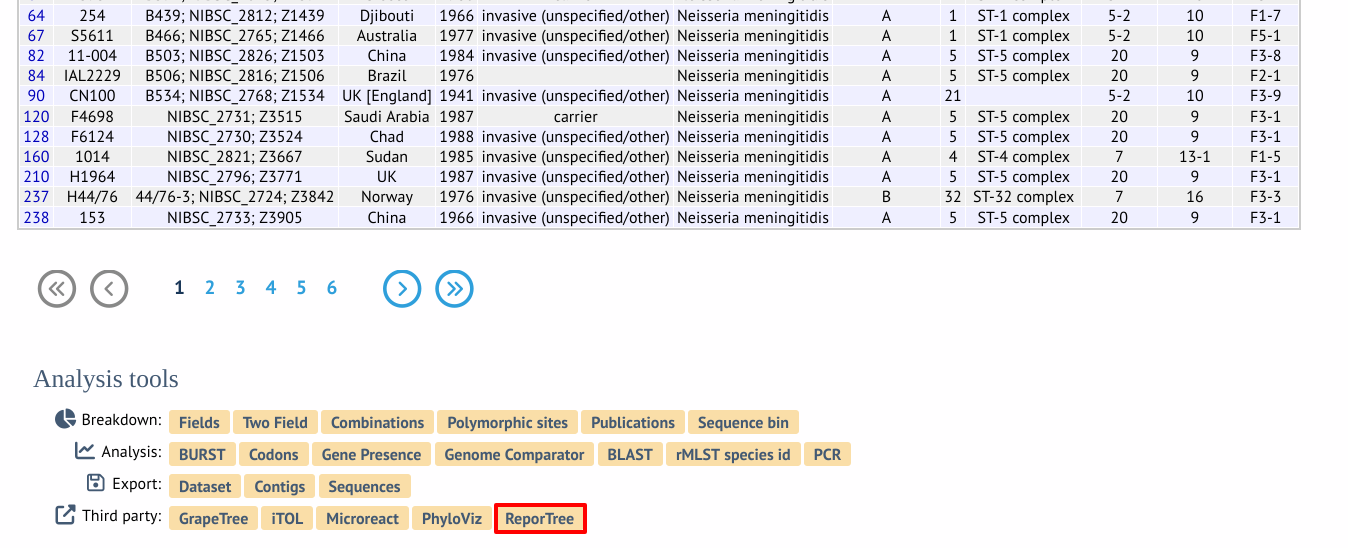 64 254 B439; NIBSC_2812; Z1439 Djibouti 1966 invasive (unspecified/other) Neisseria meningitidis A 1 ST-1 complex 5-2 10 F1-7
67 S5611 B466; NIBSC_2765; Z1466 Australia 1977 invasive (unspecified/other) Neisseria meningitidis A 1 ST-1 complex 5-2 10 F5-1
82 11-004 B503; NIBSC_2826; Z1503 China 1984 invasive (unspecified/other) Neisseria meningitidis A 5 ST-5 complex 20 9 F3-8
84 IAL2229 B506; NIBSC_2816; Z1506 Brazil 1976 Neisseria meningitidis A 5 ST-5 complex 20 9 F2-1
90 CN100 B534; NIBSC_2768; Z1534 UK [England] 1941 invasive (unspecified/other) Neisseria meningitidis A 21 5-2 10 F3-9
120 F4698 NIBSC_2731; Z3515 Saudi Arabia 1987 carrier Neisseria meningitidis A 5 ST-5 complex 20 9 F3-1
128 F6124 NIBSC_2730; Z3524 Chad 1988 invasive (unspecified/other) Neisseria meningitidis A 5 ST-5 complex 20 9 F3-1
160 1014 NIBSC_2821; Z3667 Sudan 1985 invasive (unspecified/other) Neisseria meningitidis A 4 ST-4 complex 7 13-1 F1-5
210 H1964 NIBSC_2796; Z3771 UK 1987 invasive (unspecified/other) Neisseria meningitidis A 5 ST-5 complex 20 9 F3-1
237 H44/76 44/76-3; NIBSC_2724; Z3842 Norway 1976 invasive (unspecified/other) Neisseria meningitidis B 32 ST-32 complex 7 16 F3-3
238 153 NIBSC_2733; Z3905 China 1966 invasive (unspecified/other) Neisseria meningitidis A 5 ST-5 complex 20 9 F3-1
1 2 3 4 5 6
Analysis tools
Breakdown: Fields Two Field Combinations Polymorphic sites Publications Sequence bin
Analysis: BURST Codons Gene Presence Genome Comparator BLAST rMLST species id PCR
Export: Dataset Contigs Sequences
Third party: GrapeTree iTOL Microreact PhyloViz ReporTree